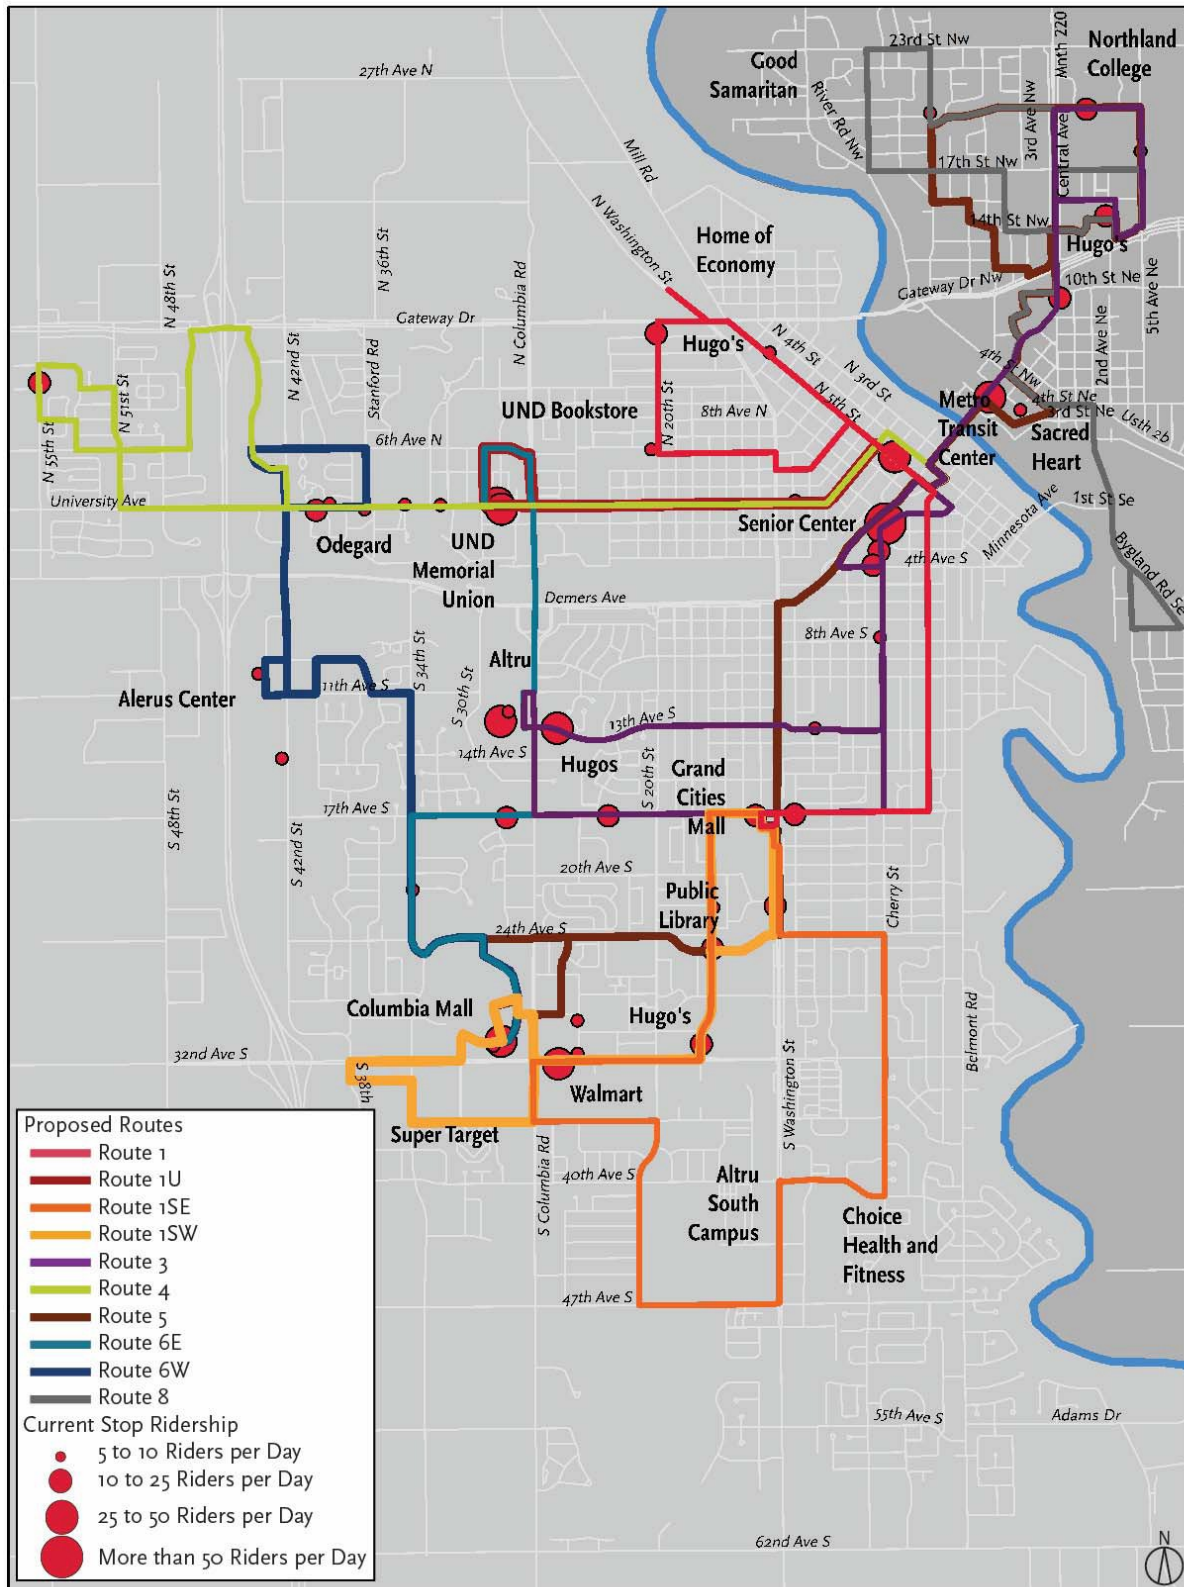 23rd St Nw
Mnth 220
Northland
College
Good
Samaritan
27th Ave N
River Rd Nw
3rd Ave Nw
Central Ave
17th St Nw
Mill Rd
N Washington St
14th St Nw
Hugo's
Home of
Economy
N 36th St
N 48th St
N Columbia Rd
Gateway Dr Nw
10th St Ne
5th Ave Ne
2nd Ave Ne
Gateway Dr
N 42nd St
Stanford Rd
Hugo's
N 4th St
N 3rd St
N 5th St
4th St Nw
4th St Ne
3rd St Ne
Usth 2b
N 51st St
N 55th St
UND Bookstore
N 20th St
8th Ave N
Metro
Transit
Center
Sacred
Heart
6th Ave N
University Ave
Odegard
UND
Memorial
Union
Senior Center
Minnesota Ave
1st St Se
4th Ave S
Bygland Rd Se
Demers Ave
8th Ave S
S 34th St
Altru
Alerus Center
11th Ave S
S 30th St
13th Ave S
14th Ave S
Hugos
S 20th St
Grand
Cities
Mall
17th Ave S
S 48th St
S 42nd St
20th Ave S
Public
Library
Cherry St
24th Ave S
Columbia Mall
Hugo's
Belmont Rd
32nd Ave S
S 38th
Walmart
S Washington St
Super Target
S Columbia Rd
40th Ave S
Altru
South
Campus
Choice
Health and
Fitness
47th Ave S
55th Ave S
Adams Dr
62nd Ave S
N
Proposed Routes
Route 1
Route 1U
Route 1SE
Route 1SW
Route 3
Route 4
Route 5
Route 6E
Route 6W
Route 8
Current Stop Ridership
5 to 10 Riders per Day
10 to 25 Riders per Day
25 to 50 Riders per Day
More than 50 Riders per Day